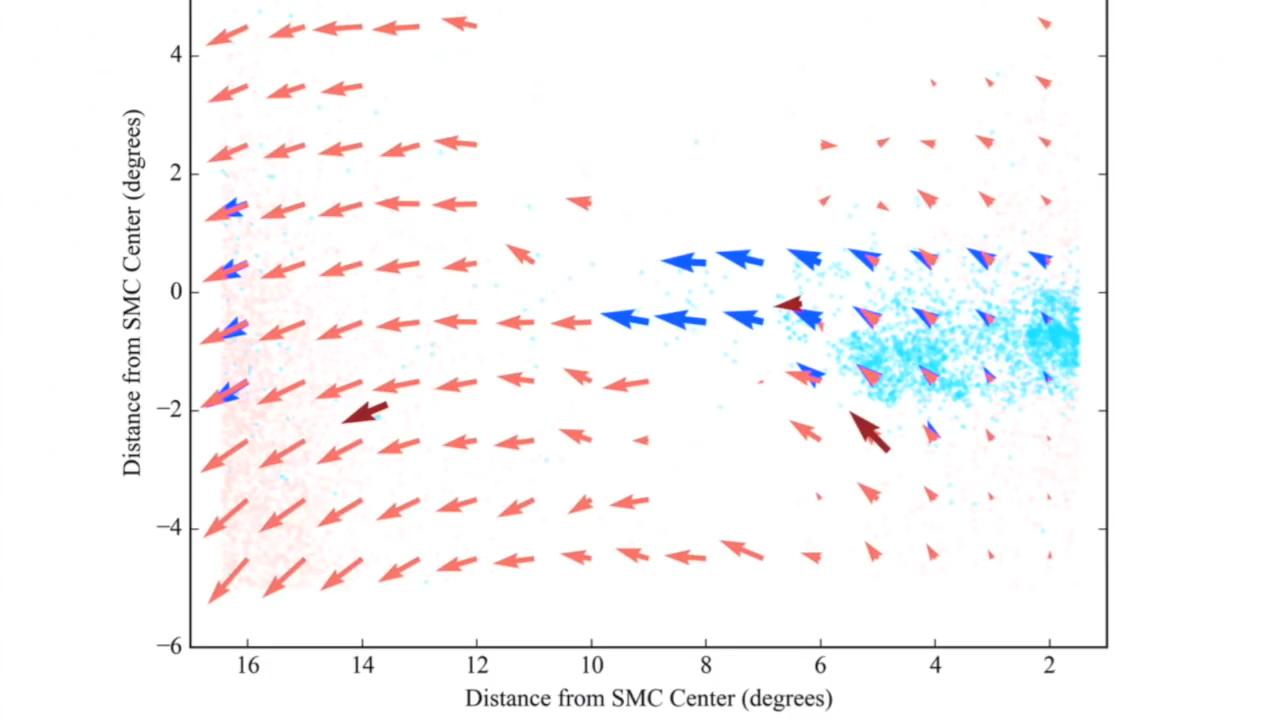 4
2
0
−2
−4
−6
Distance from SMC Center (degrees)
16 14 12 10 8 6 4 2
Distance from SMC Center (degrees)